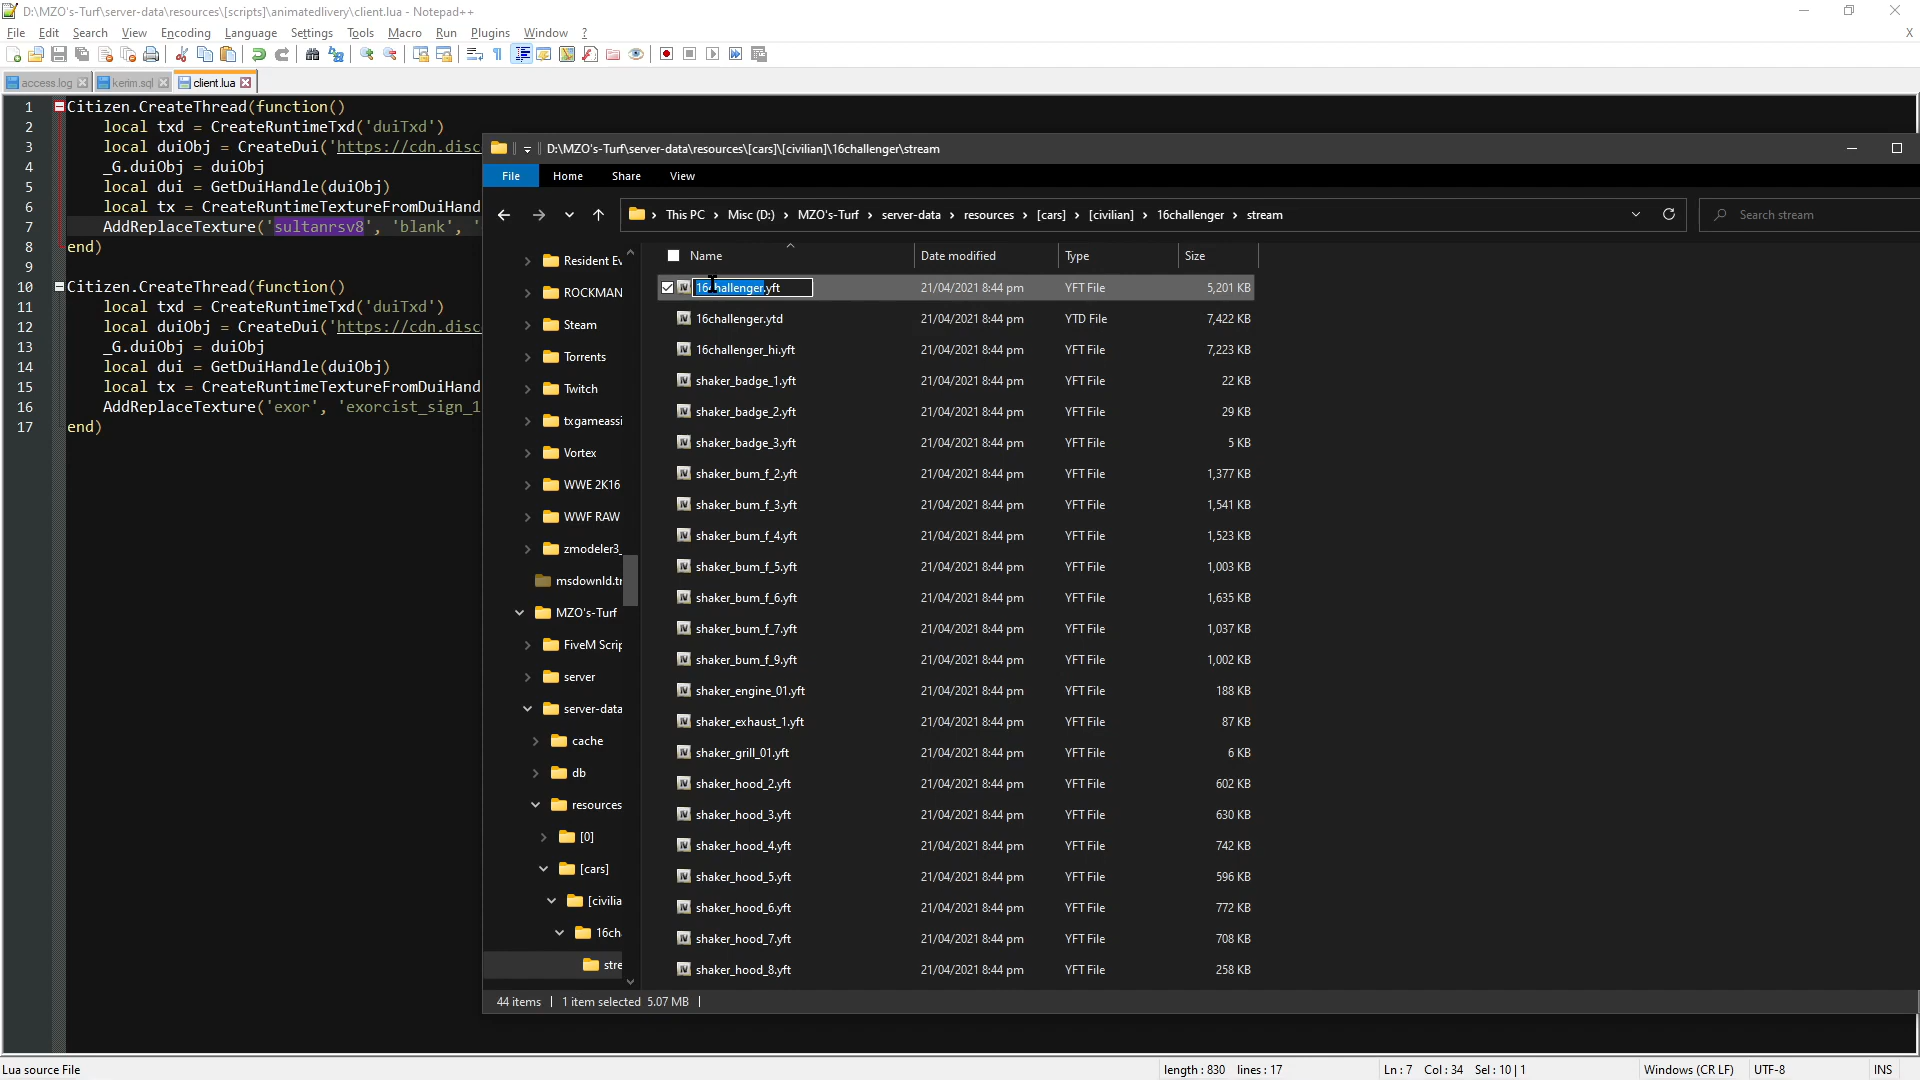 D:\MZO's-Turf\server-data\resources\[scripts]\animatedlivery\client.lua - Notepad++
File Edit Search View Encoding Language Settings Tools Macro Run Plugins Window ? X
access.log kerim.sql client.lua
1 Citizen.CreateThread(function()
2 local txd = CreateRuntimeTxd('duiTxd')
3 local duiObj = CreateDui('https://cdn.disc
4 _G.duiObj = duiObj
5 local dui = GetDuiHandle(duiObj)
6 local tx = CreateRuntimeTextureFromDuiHand
7 AddReplaceTexture('sultanrsv8', 'blank', '
8 end)
9
10 Citizen.CreateThread(function()
11 local txd = CreateRuntimeTxd('duiTxd')
12 local duiObj = CreateDui('https://cdn.disc
13 _G.duiObj = duiObj
14 local dui = GetDuiHandle(duiObj)
15 local tx = CreateRuntimeTextureFromDuiHand
16 AddReplaceTexture('exor', 'exorcist_sign_1
17 end)
D:\MZO's-Turf\server-data\resources\[cars]\[civilian]\16challenger\stream
File Home Share View
This PC > Misc (D:) > MZO's-Turf > server-data > resources > [cars] > [civilian] > 16challenger > stream
Search stream
Resident Ev
ROCKMAN
Steam
Torrents
Twitch
txgameassi
Vortex
WWE 2K16
WWF RAW
zmodeler3_
msdownld.tr
MZO's-Turf
FiveM Scrip
server
server-data
cache
db
resources
[0]
[cars]
[civilia
16ch
stre
Name Date modified Type Size
16challenger.yft 21/04/2021 8:44 pm YFT File 5,201 KB
16challenger.ytd 21/04/2021 8:44 pm YTD File 7,422 KB
16challenger_hi.yft 21/04/2021 8:44 pm YFT File 7,223 KB
shaker_badge_1.yft 21/04/2021 8:44 pm YFT File 22 KB
shaker_badge_2.yft 21/04/2021 8:44 pm YFT File 29 KB
shaker_badge_3.yft 21/04/2021 8:44 pm YFT File 5 KB
shaker_bum_f_2.yft 21/04/2021 8:44 pm YFT File 1,377 KB
shaker_bum_f_3.yft 21/04/2021 8:44 pm YFT File 1,541 KB
shaker_bum_f_4.yft 21/04/2021 8:44 pm YFT File 1,523 KB
shaker_bum_f_5.yft 21/04/2021 8:44 pm YFT File 1,003 KB
shaker_bum_f_6.yft 21/04/2021 8:44 pm YFT File 1,635 KB
shaker_bum_f_7.yft 21/04/2021 8:44 pm YFT File 1,037 KB
shaker_bum_f_9.yft 21/04/2021 8:44 pm YFT File 1,002 KB
shaker_engine_01.yft 21/04/2021 8:44 pm YFT File 188 KB
shaker_exhaust_1.yft 21/04/2021 8:44 pm YFT File 87 KB
shaker_grill_01.yft 21/04/2021 8:44 pm YFT File 6 KB
shaker_hood_2.yft 21/04/2021 8:44 pm YFT File 602 KB
shaker_hood_3.yft 21/04/2021 8:44 pm YFT File 630 KB
shaker_hood_4.yft 21/04/2021 8:44 pm YFT File 742 KB
shaker_hood_5.yft 21/04/2021 8:44 pm YFT File 596 KB
shaker_hood_6.yft 21/04/2021 8:44 pm YFT File 772 KB
shaker_hood_7.yft 21/04/2021 8:44 pm YFT File 708 KB
shaker_hood_8.yft 21/04/2021 8:44 pm YFT File 258 KB
44 items 1 item selected 5.07 MB
Lua source File length : 830 lines : 17 Ln : 7 Col : 34 Sel : 10 | 1 Windows (CR LF) UTF-8 INS